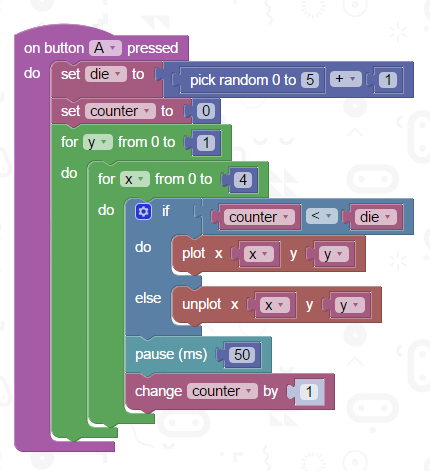 on button A pressed
do set die to pick random 0 to 5 + 1
set counter to 0
for y from 0 to 1
do for x from 0 to 4
do if counter < die
do plot x x y y
else unplot x x y y
pause (ms) 50
change counter by 1